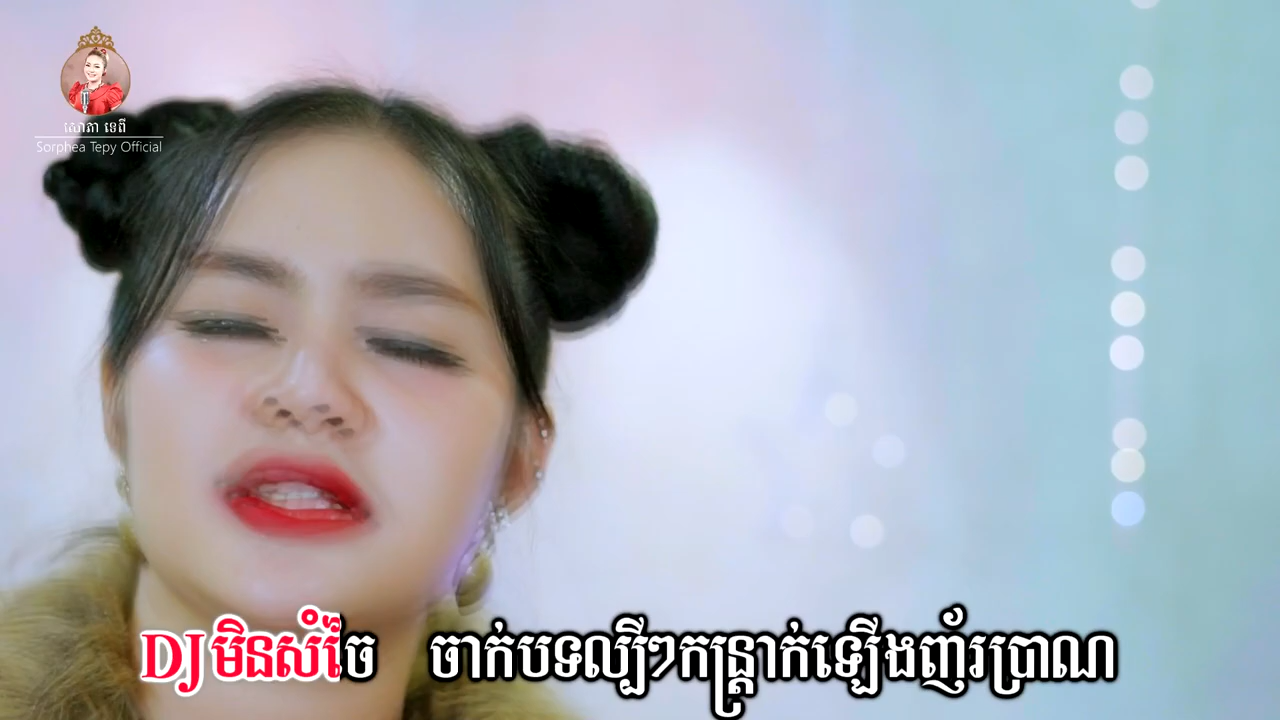 សោភា ទេពី
Sorphea Tepy Official
DJ មិនសំចៃ ចាក់បទល្បីៗកន្ត្រាក់ឡើងញ័រប្រាណ